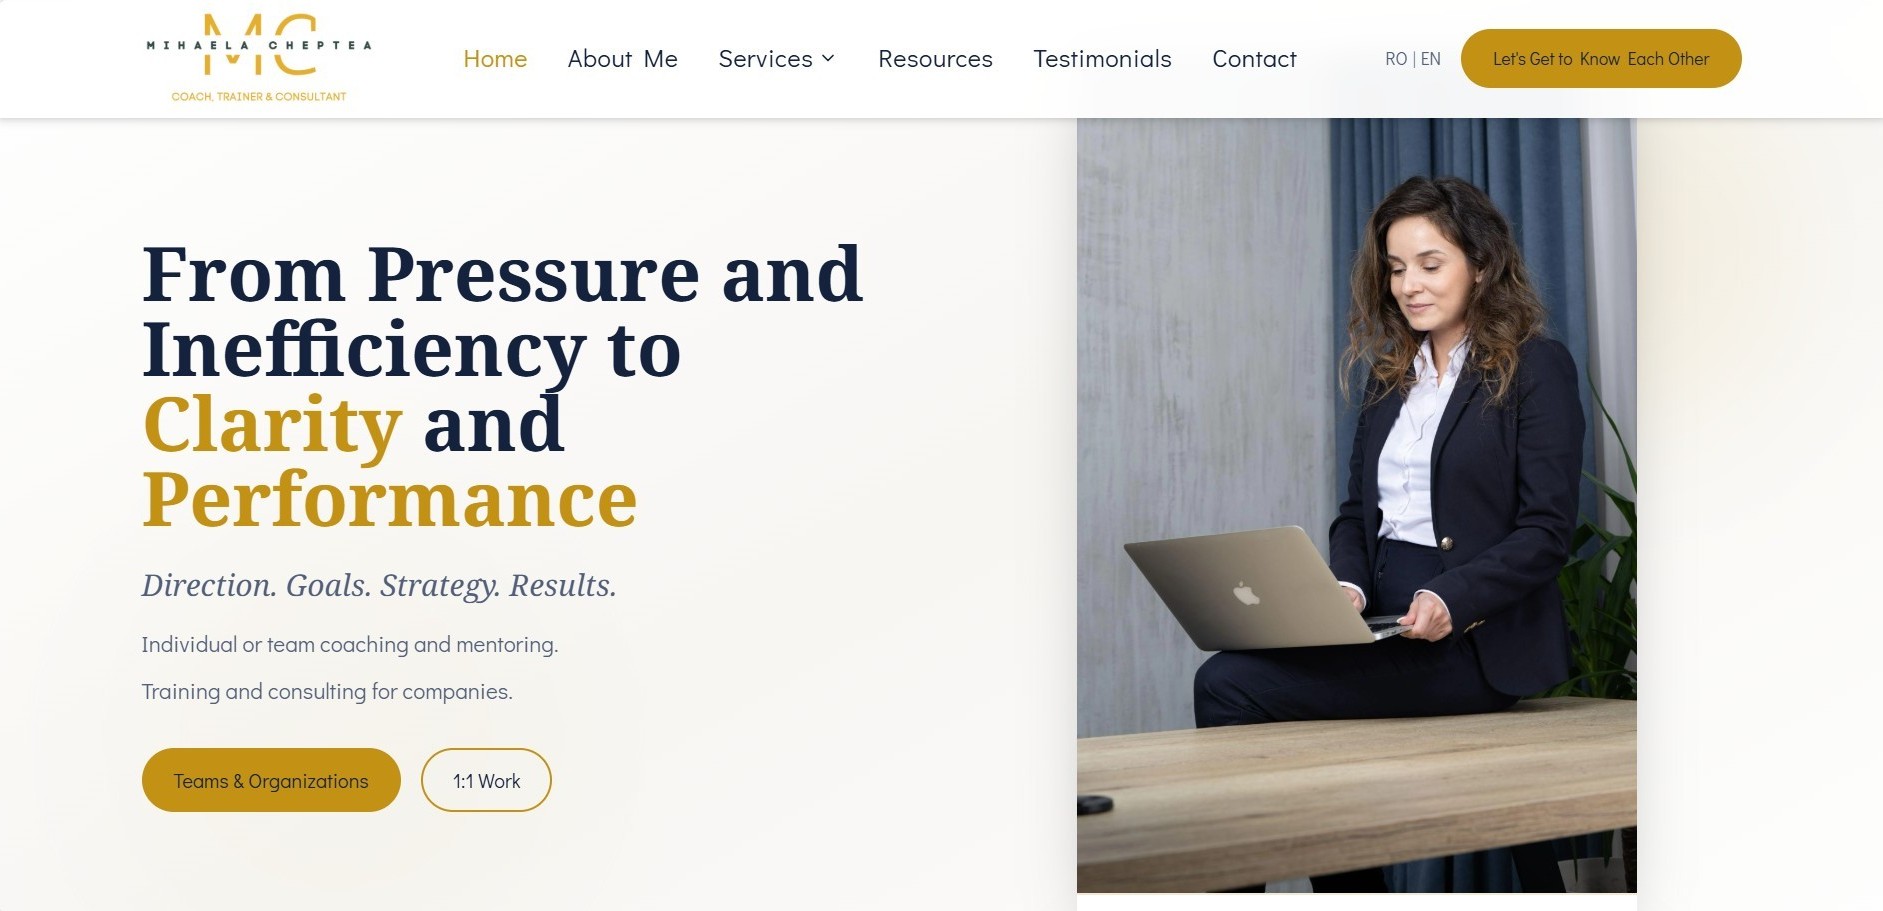 MC
MIHAELA CHEPTEA
COACH, TRAINER & CONSULTANT
Home
About Me
Services
Resources
Testimonials
Contact
RO | EN
Let's Get to Know Each Other
From Pressure and
Inefficiency to
Clarity and
Performance
Direction. Goals. Strategy. Results.
Individual or team coaching and mentoring.
Training and consulting for companies.
Teams & Organizations
1:1 Work